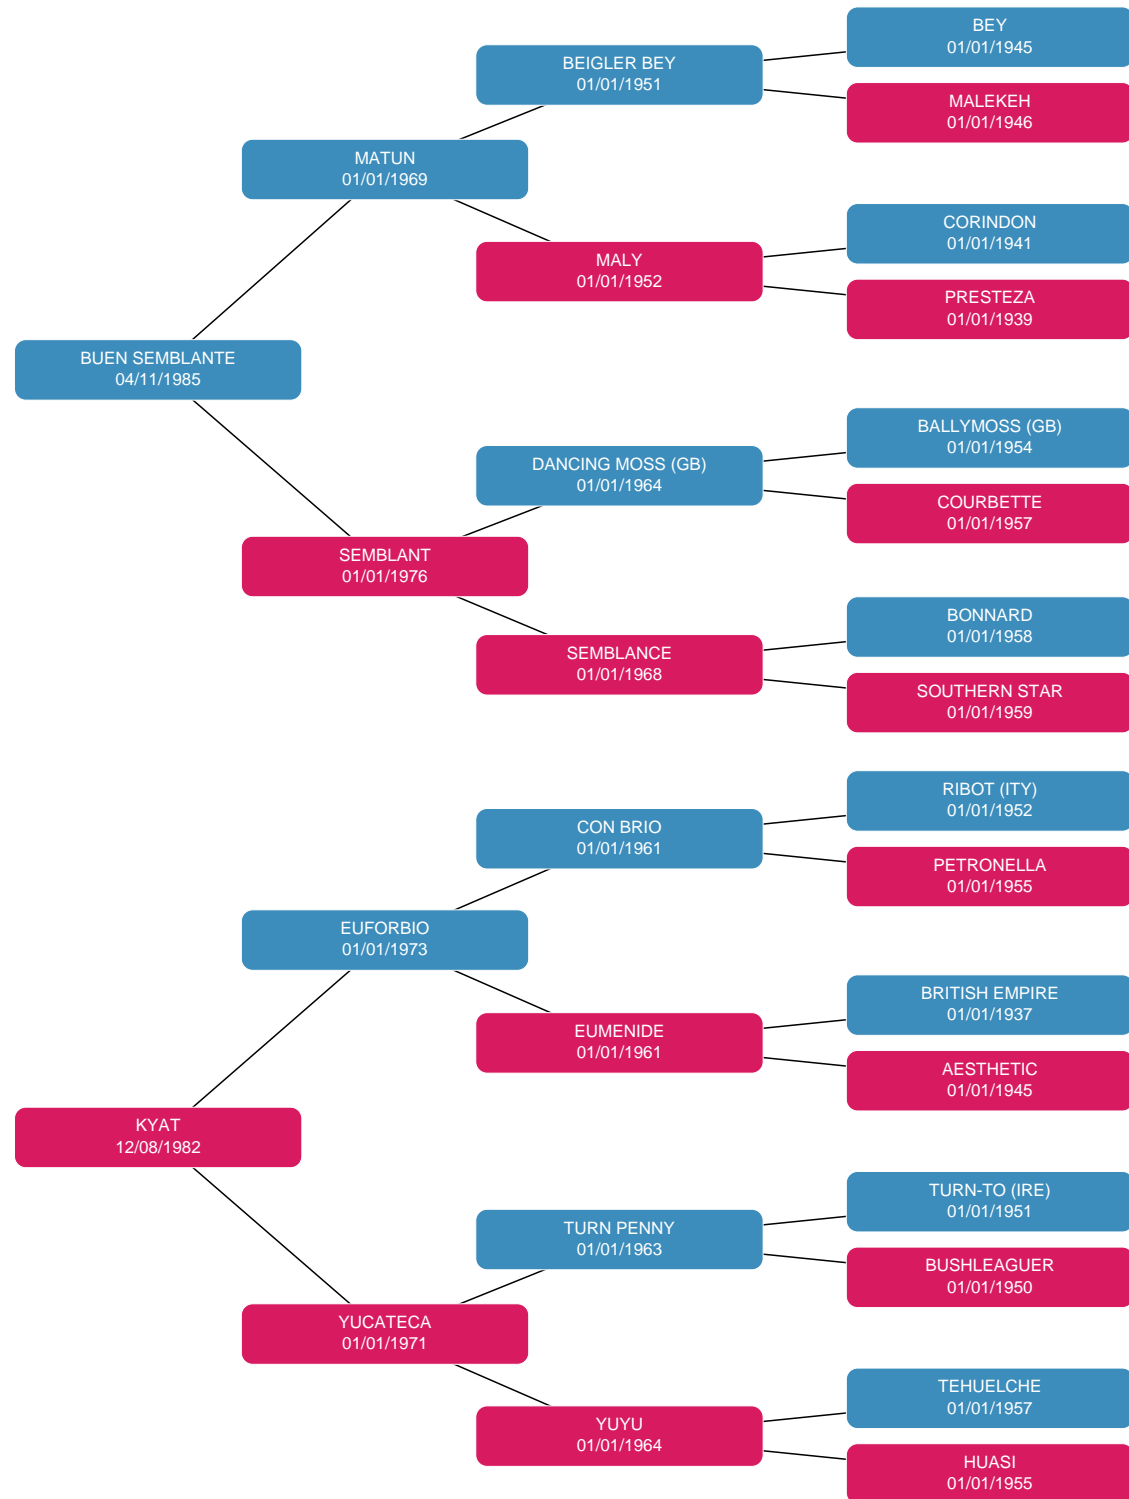 BEY
01/01/1945
BEIGLER BEY
01/01/1951
MALEKEH
01/01/1946
MATUN
01/01/1969
CORINDON
01/01/1941
MALY
01/01/1952
PRESTEZA
01/01/1939
BUEN SEMBLANTE
04/11/1985
BALLYMOSS (GB)
01/01/1954
DANCING MOSS (GB)
01/01/1964
COURBETTE
01/01/1957
SEMBLANT
01/01/1976
BONNARD
01/01/1958
SEMBLANCE
01/01/1968
SOUTHERN STAR
01/01/1959
RIBOT (ITY)
01/01/1952
CON BRIO
01/01/1961
PETRONELLA
01/01/1955
EUFORBIO
01/01/1973
BRITISH EMPIRE
01/01/1937
EUMENIDE
01/01/1961
AESTHETIC
01/01/1945
KYAT
12/08/1982
TURN-TO (IRE)
01/01/1951
TURN PENNY
01/01/1963
BUSHLEAGUER
01/01/1950
YUCATECA
01/01/1971
TEHUELCHE
01/01/1957
YUYU
01/01/1964
HUASI
01/01/1955